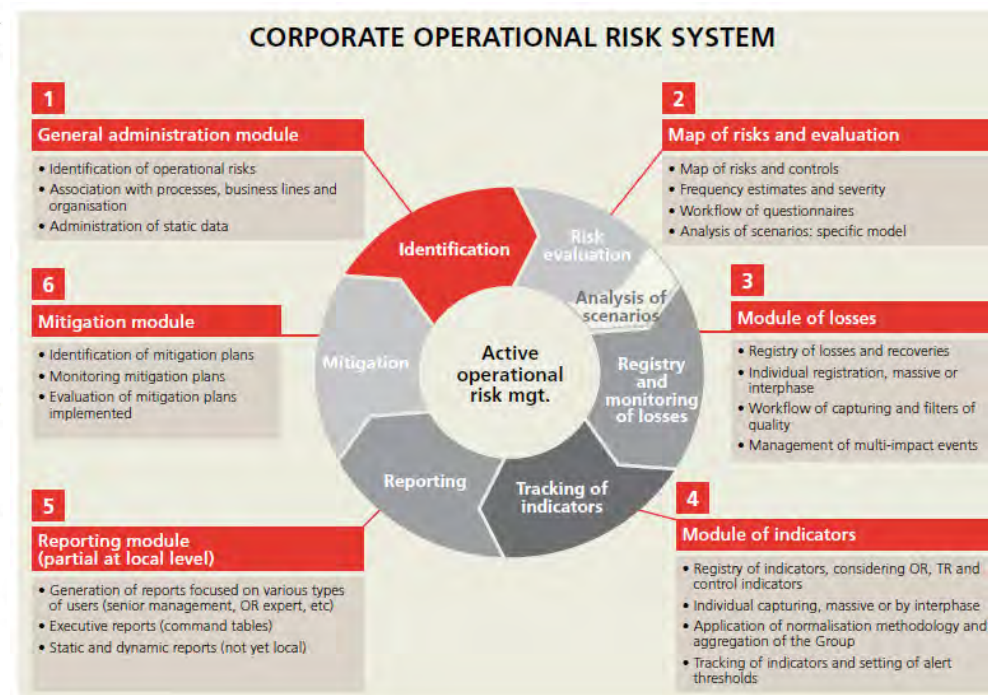 CORPORATE OPERATIONAL RISK SYSTEM
1
General administration module
• Identification of operational risks
• Association with processes, business lines and
organisation
• Administration of static data
2
Map of risks and evaluation
• Map of risks and controls
• Frequency estimates and severity
• Workflow of questionnaires
• Analysis of scenarios: specific model
Identification
Risk
evaluation
Analysis of
scenarios
Registry
and
monitoring
of losses
Tracking of
indicators
Reporting
Mitigation
Active
operational
risk mgt.
3
Module of losses
• Registry of losses and recoveries
• Individual registration, massive or
interphase
• Workflow of capturing and filters of
quality
• Management of multi-impact events
6
Mitigation module
• Identification of mitigation plans
• Monitoring mitigation plans
• Evaluation of mitigation plans
implemented
4
Module of indicators
• Registry of indicators, considering OR, TR and
control indicators
• Individual capturing, massive or by interphase
• Application of normalisation methodology and
aggregation of the Group
• Tracking of indicators and setting of alert
thresholds
5
Reporting module
(partial at local level)
• Generation of reports focused on various types
of users (senior management, OR expert, etc)
• Executive reports (command tables)
• Static and dynamic reports (not yet local)